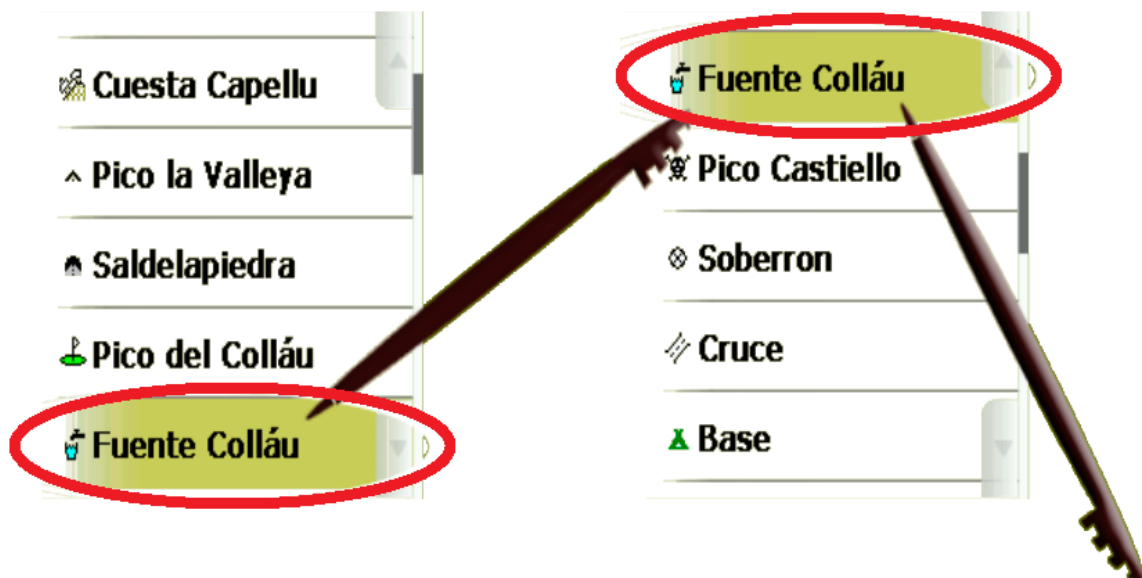 Cuesta Capellu
Pico la Valleya
Saldelapiedra
Pico del Colláu
Fuente Colláu
Fuente Colláu
Pico Castiello
Soberron
Cruce
Base